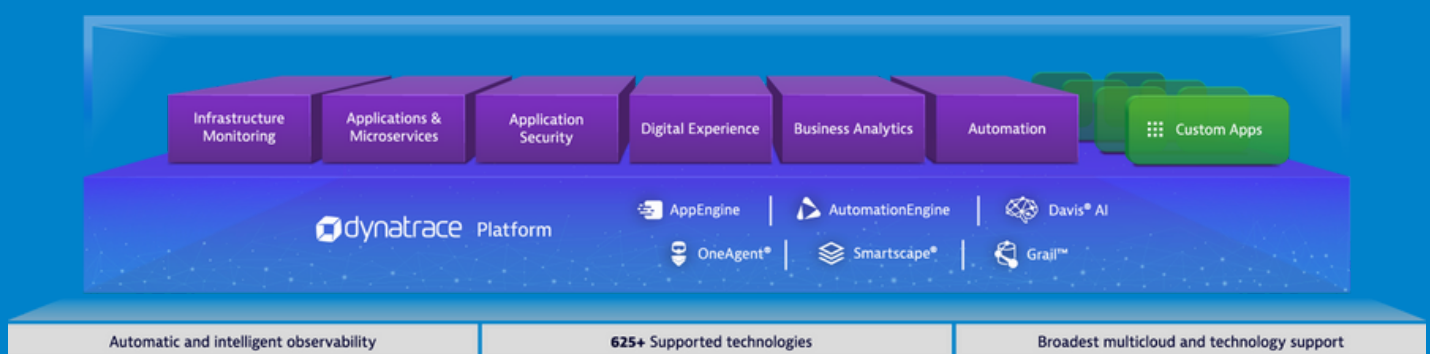 Infrastructure
Monitoring
Applications &
Microservices
Application
Security
Digital Experience
Business Analytics
Automation
Custom Apps
dynatrace Platform
AppEngine
AutomationEngine
Davis® AI
OneAgent®
Smartscape®
Grail™
Automatic and intelligent observability
625+ Supported technologies
Broadest multicloud and technology support